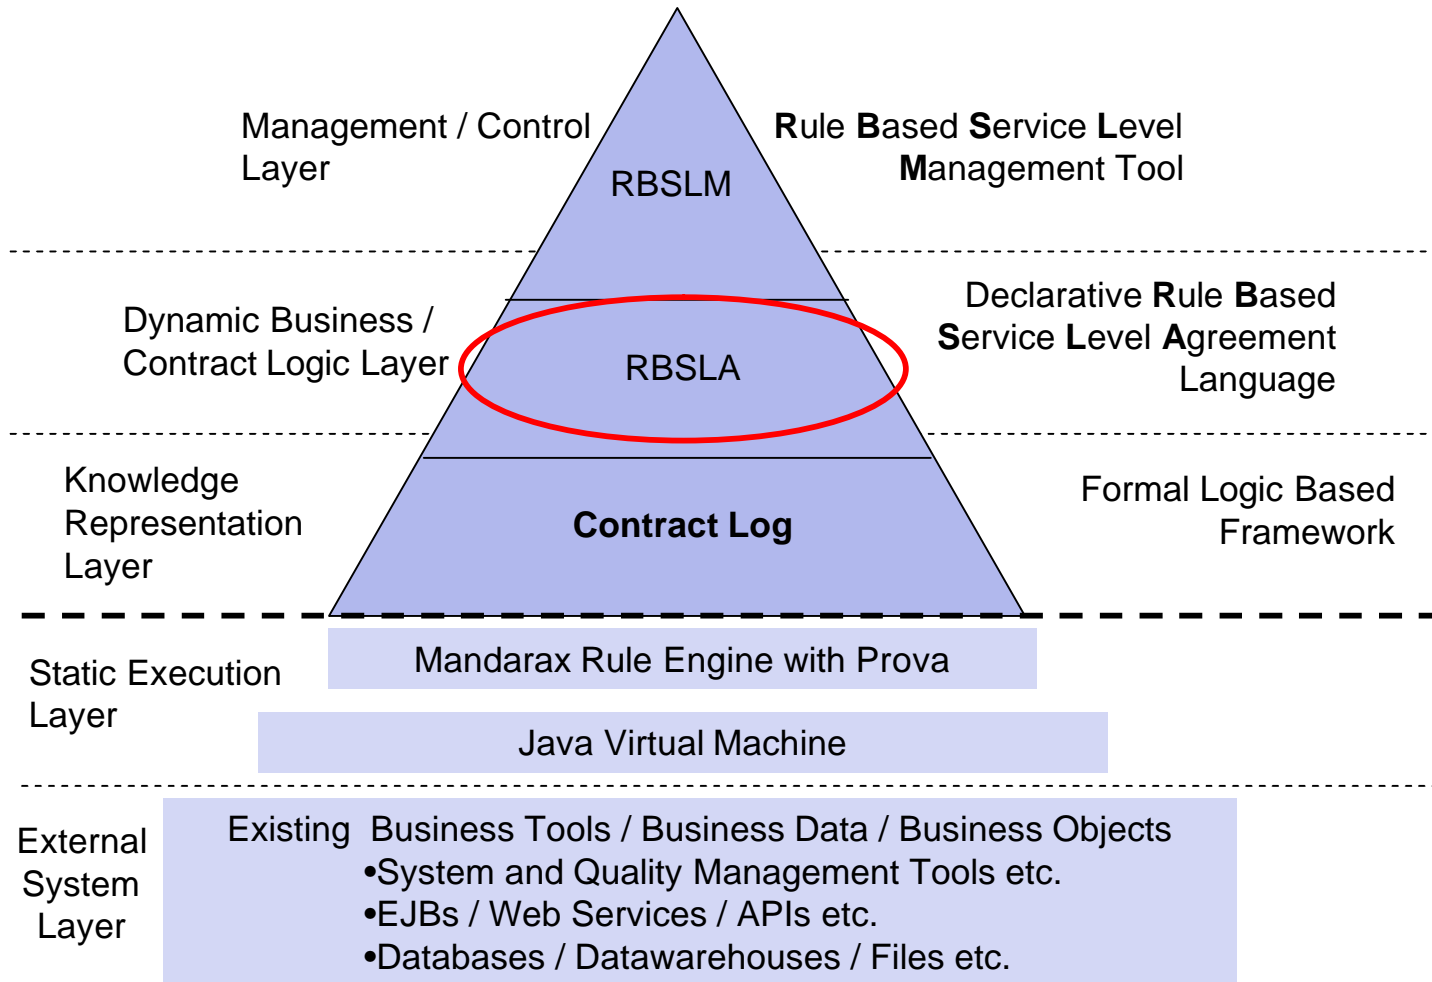 Management / Control
Layer
RBSLM
Rule Based Service Level
Management Tool
Dynamic Business /
Contract Logic Layer
RBSLA
Declarative Rule Based
Service Level Agreement
Language
Knowledge
Representation
Layer
Contract Log
Formal Logic Based
Framework
Static Execution
Layer
Mandarax Rule Engine with Prova
Java Virtual Machine
External
System
Layer
Existing Business Tools / Business Data / Business Objects
•System and Quality Management Tools etc.
•EJBs / Web Services / APIs etc.
•Databases / Datawarehouses / Files etc.